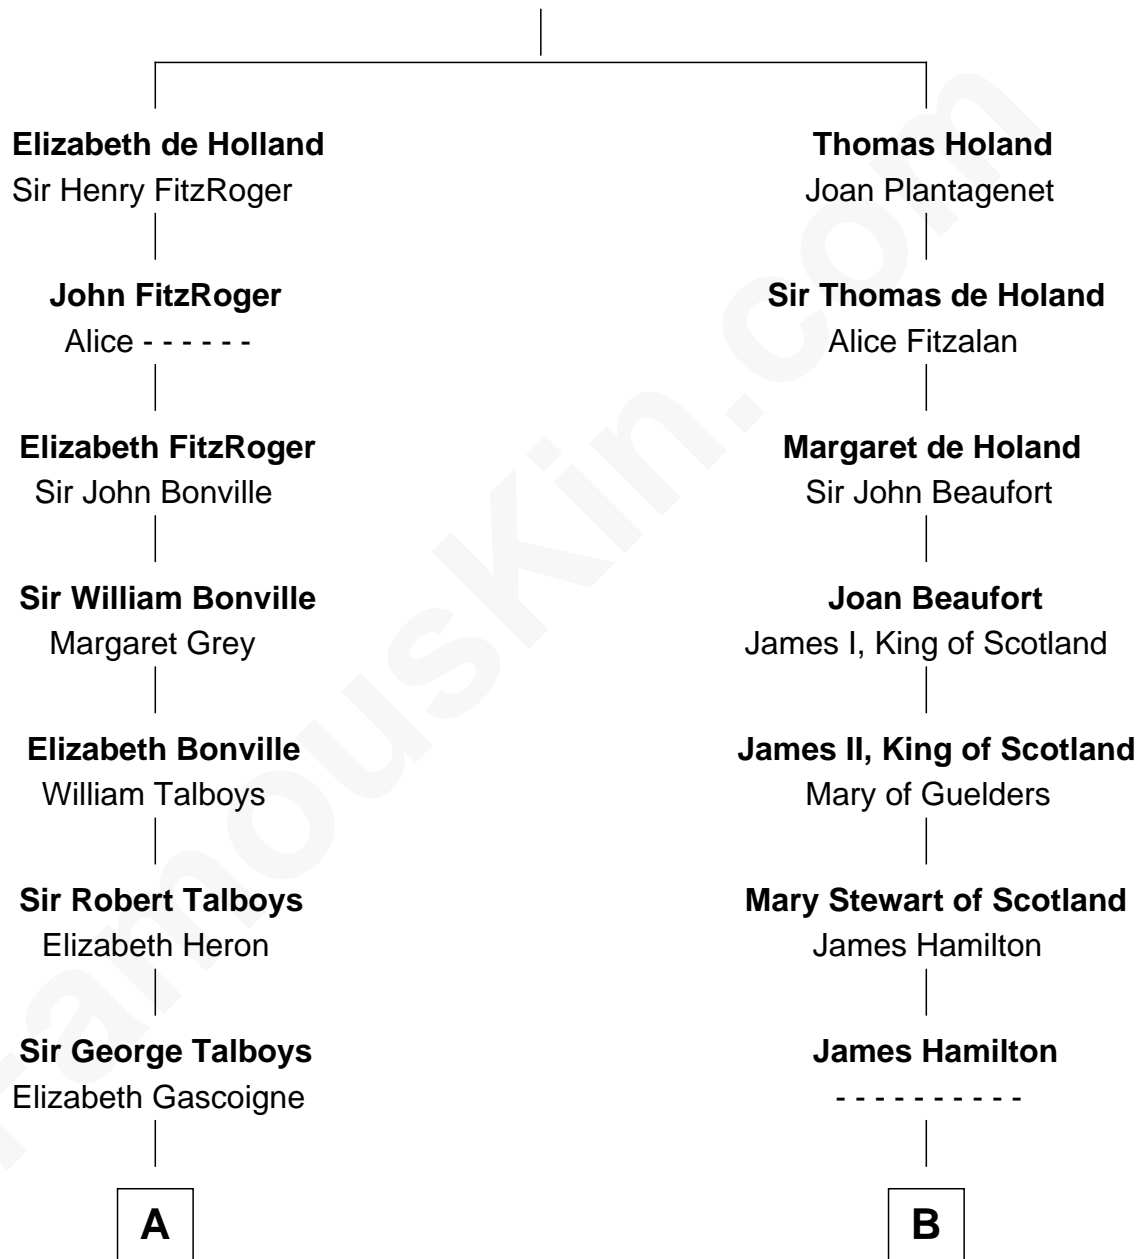 Elizabeth de Holland
Sir Henry FitzRoger
John FitzRoger
Alice - - - - - -
Elizabeth FitzRoger
Sir John Bonville
Sir William Bonville
Margaret Grey
Elizabeth Bonville
William Talboys
Sir Robert Talboys
Elizabeth Heron
Sir George Talboys
Elizabeth Gascoigne
A
Thomas Holand
Joan Plantagenet
Sir Thomas de Holand
Alice Fitzalan
Margaret de Holand
Sir John Beaufort
Joan Beaufort
James I, King of Scotland
James II, King of Scotland
Mary of Guelders
Mary Stewart of Scotland
James Hamilton
James Hamilton
- - - - - - - - - -
B
FamousKin.com